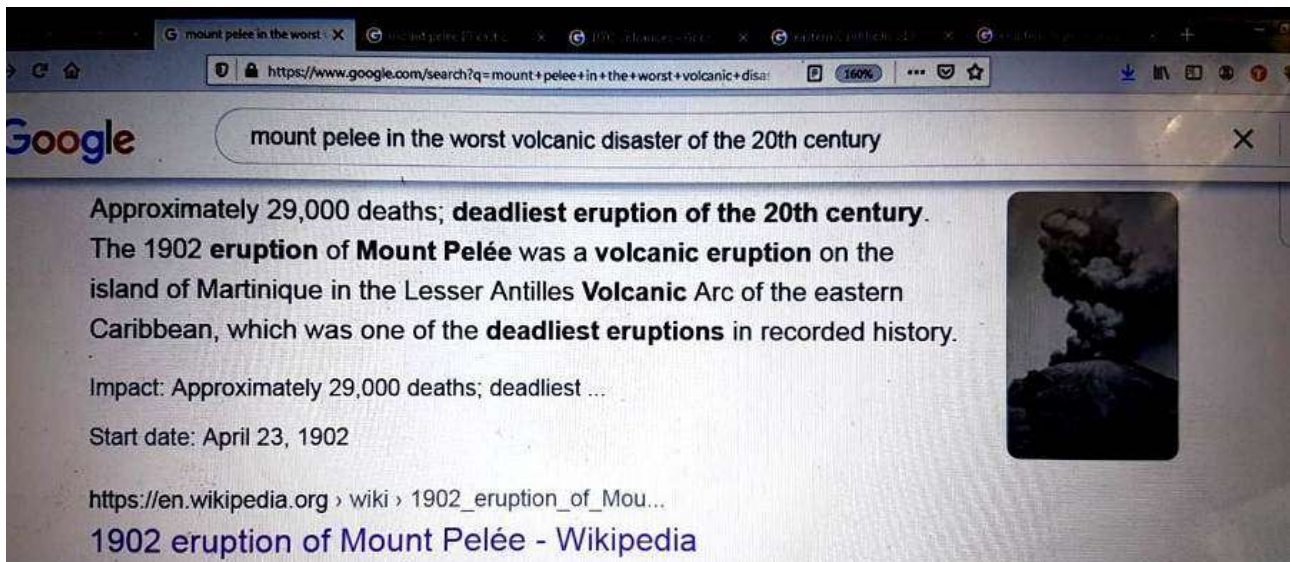 G mount pelee in the worst
https://www.google.com/search?q=mount+pelee+in+the+worst+volcanic+disa
160%
Google
mount pelee in the worst volcanic disaster of the 20th century
Approximately 29,000 deaths; deadliest eruption of the 20th century.
The 1902 eruption of Mount Pelée was a volcanic eruption on the
island of Martinique in the Lesser Antilles Volcanic Arc of the eastern
Caribbean, which was one of the deadliest eruptions in recorded history.
Impact: Approximately 29,000 deaths; deadliest ...
Start date: April 23, 1902
https://en.wikipedia.org › wiki › 1902_eruption_of_Mou...
1902 eruption of Mount Pelée - Wikipedia